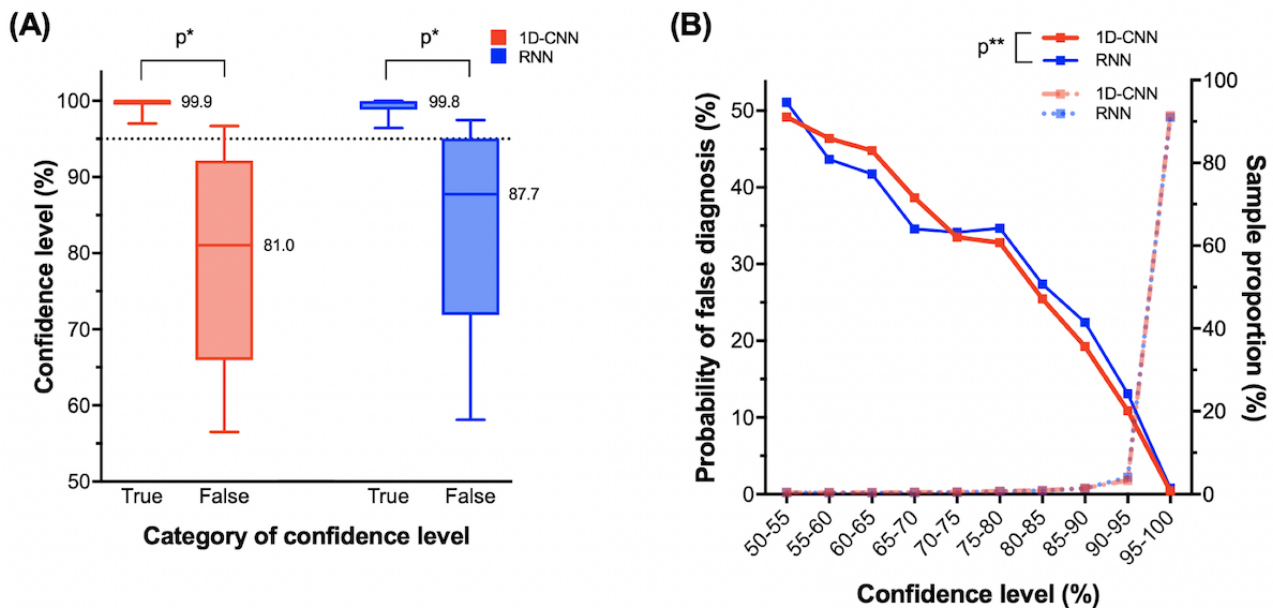 (A)
p*
p*
1D-CNN
RNN
Confidence level (%)
100
90
80
70
60
50
99.9
81.0
99.8
87.7
True
False
True
False
Category of confidence level
(B)
p**
1D-CNN
RNN
1D-CNN
RNN
Probability of false diagnosis (%)
50
40
30
20
10
0
Sample proportion (%)
100
80
60
40
20
0
50-55
55-60
60-65
65-70
70-75
75-80
80-85
85-90
90-95
95-100
Confidence level (%)